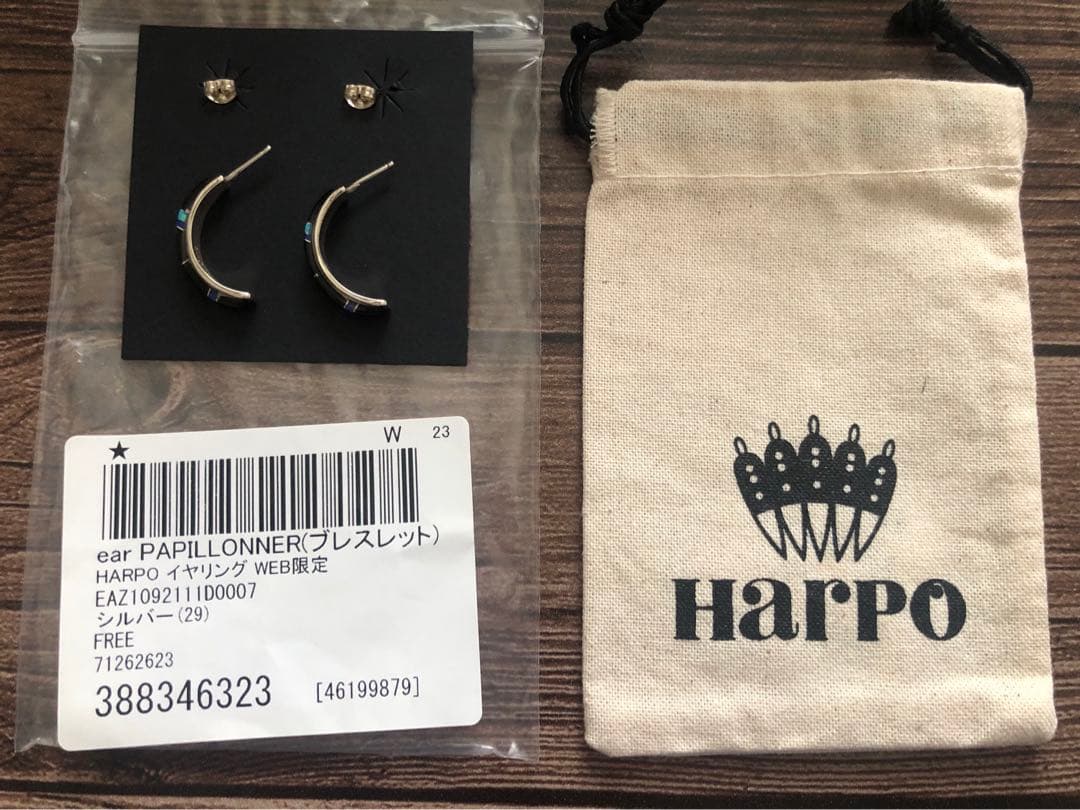 ★ W 23
ear PAPILLONNER(ブレスレット)
HARPO イヤリング WEB限定
EAZ1092111D0007
シルバー(29)
FREE
71262623
388346323 [46199879]
HarPO